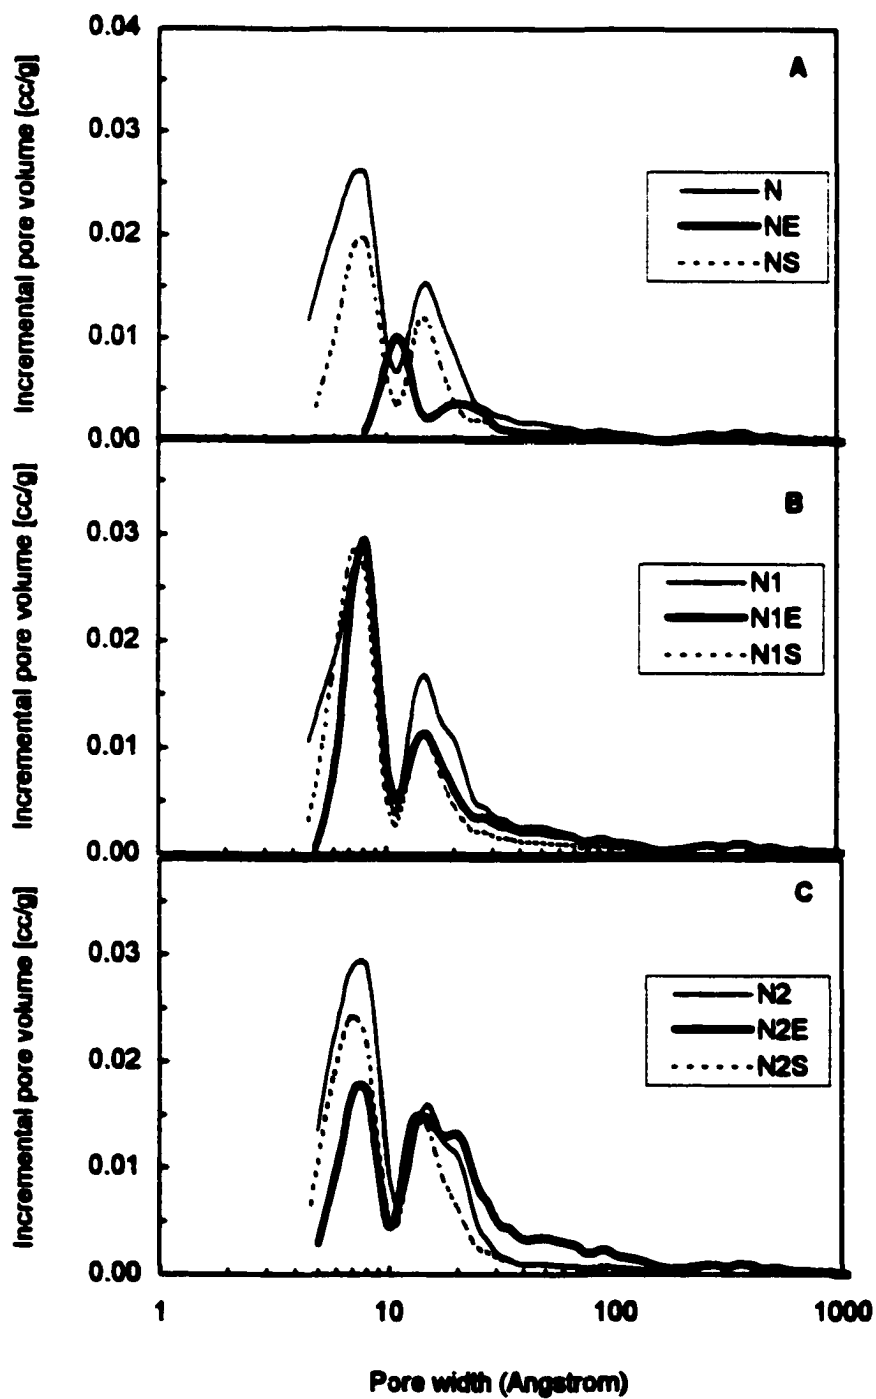 0.04
A
Incremental pore volume [cc/g]
0.03
N
NE
NS
0.02
0.01
0.00
B
Incremental pore volume [cc/g]
0.03
N1
N1E
N1S
0.02
0.01
0.00
C
Incremental pore volume [cc/g]
0.03
N2
N2E
N2S
0.02
0.01
0.00
1 10 100 1000
Pore width (Angstrom)